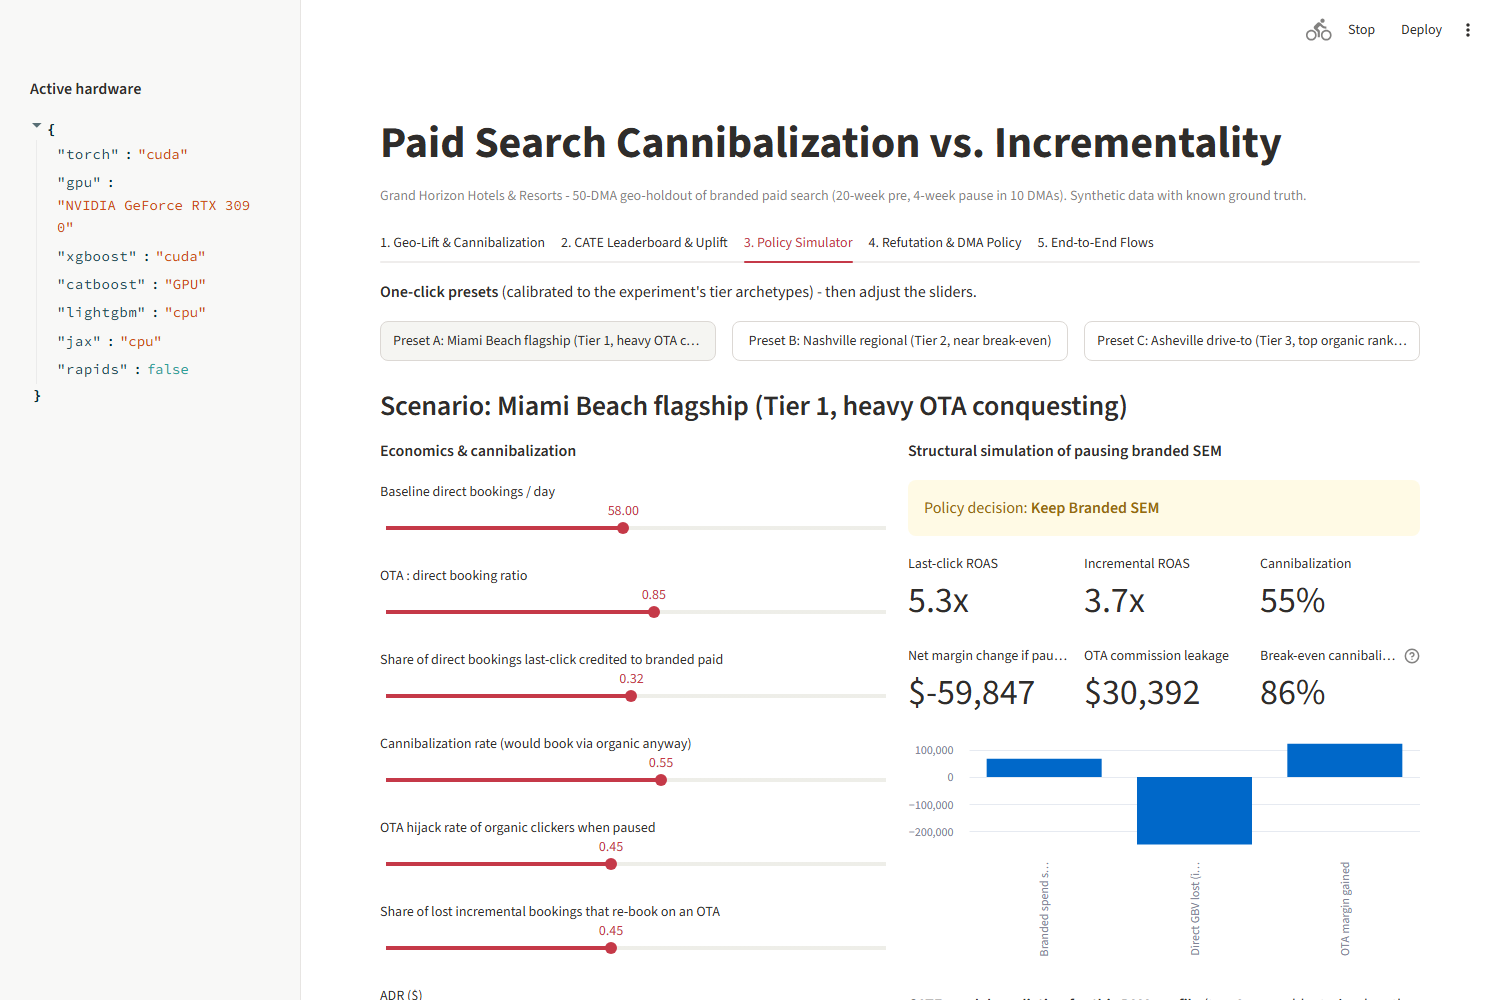 Stop
Deploy
Active hardware
{
"torch" : "cuda"
"gpu" :
"NVIDIA GeForce RTX 309
0"
"xgboost" : "cuda"
"catboost" : "GPU"
"lightgbm" : "cpu"
"jax" : "cpu"
"rapids" : false
}
Paid Search Cannibalization vs. Incrementality
Grand Horizon Hotels & Resorts - 50-DMA geo-holdout of branded paid search (20-week pre, 4-week pause in 10 DMAs). Synthetic data with known ground truth.
1. Geo-Lift & Cannibalization
2. CATE Leaderboard & Uplift
3. Policy Simulator
4. Refutation & DMA Policy
5. End-to-End Flows
One-click presets (calibrated to the experiment's tier archetypes) - then adjust the sliders.
Preset A: Miami Beach flagship (Tier 1, heavy OTA c...
Preset B: Nashville regional (Tier 2, near break-even)
Preset C: Asheville drive-to (Tier 3, top organic rank...
Scenario: Miami Beach flagship (Tier 1, heavy OTA conquesting)
Economics & cannibalization
Baseline direct bookings / day
58.00
OTA : direct booking ratio
0.85
Share of direct bookings last-click credited to branded paid
0.32
Cannibalization rate (would book via organic anyway)
0.55
OTA hijack rate of organic clickers when paused
0.45
Share of lost incremental bookings that re-book on an OTA
0.45
ADR ($)
Structural simulation of pausing branded SEM
Policy decision: Keep Branded SEM
Last-click ROAS
5.3x
Incremental ROAS
3.7x
Cannibalization
55%
Net margin change if pau...
$-59,847
OTA commission leakage
$30,392
Break-even cannibali...
86%
100,000
0
−100,000
−200,000
Branded spend s...
Direct GBV lost (i...
OTA margin gained